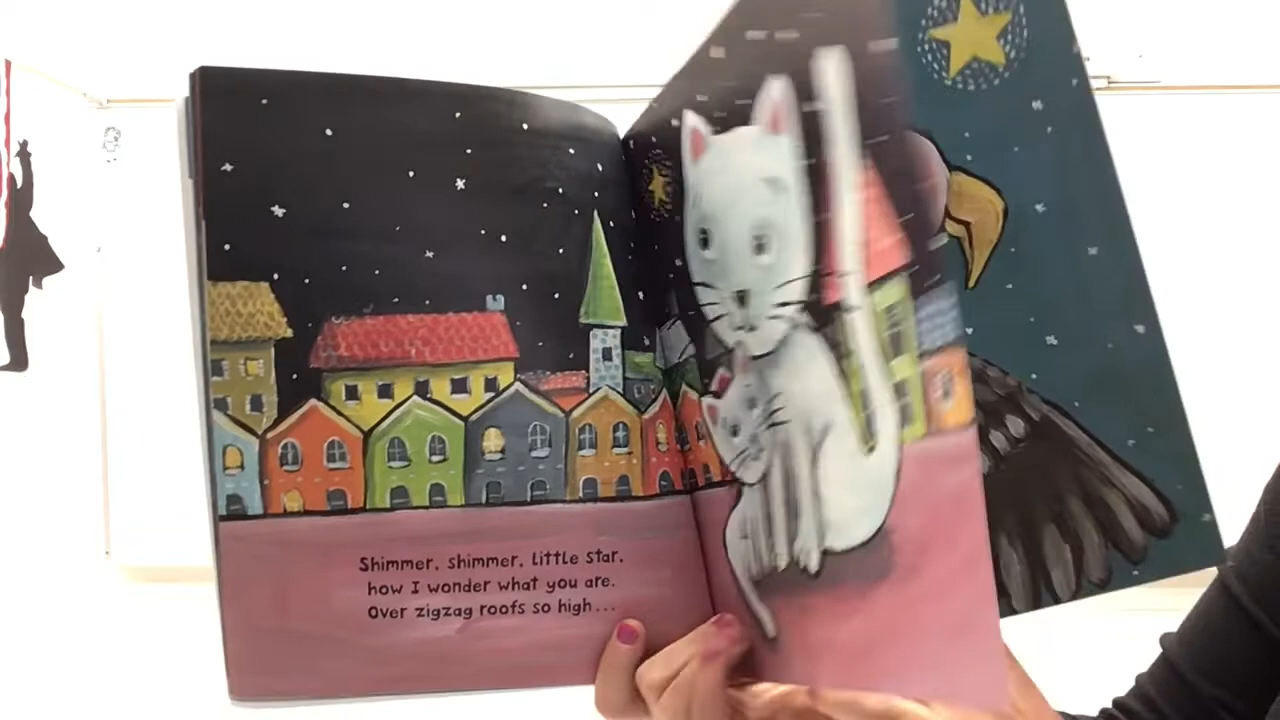 Shimmer, shimmer, little star,
how I wonder what you are.
Over zigzag roofs so high...